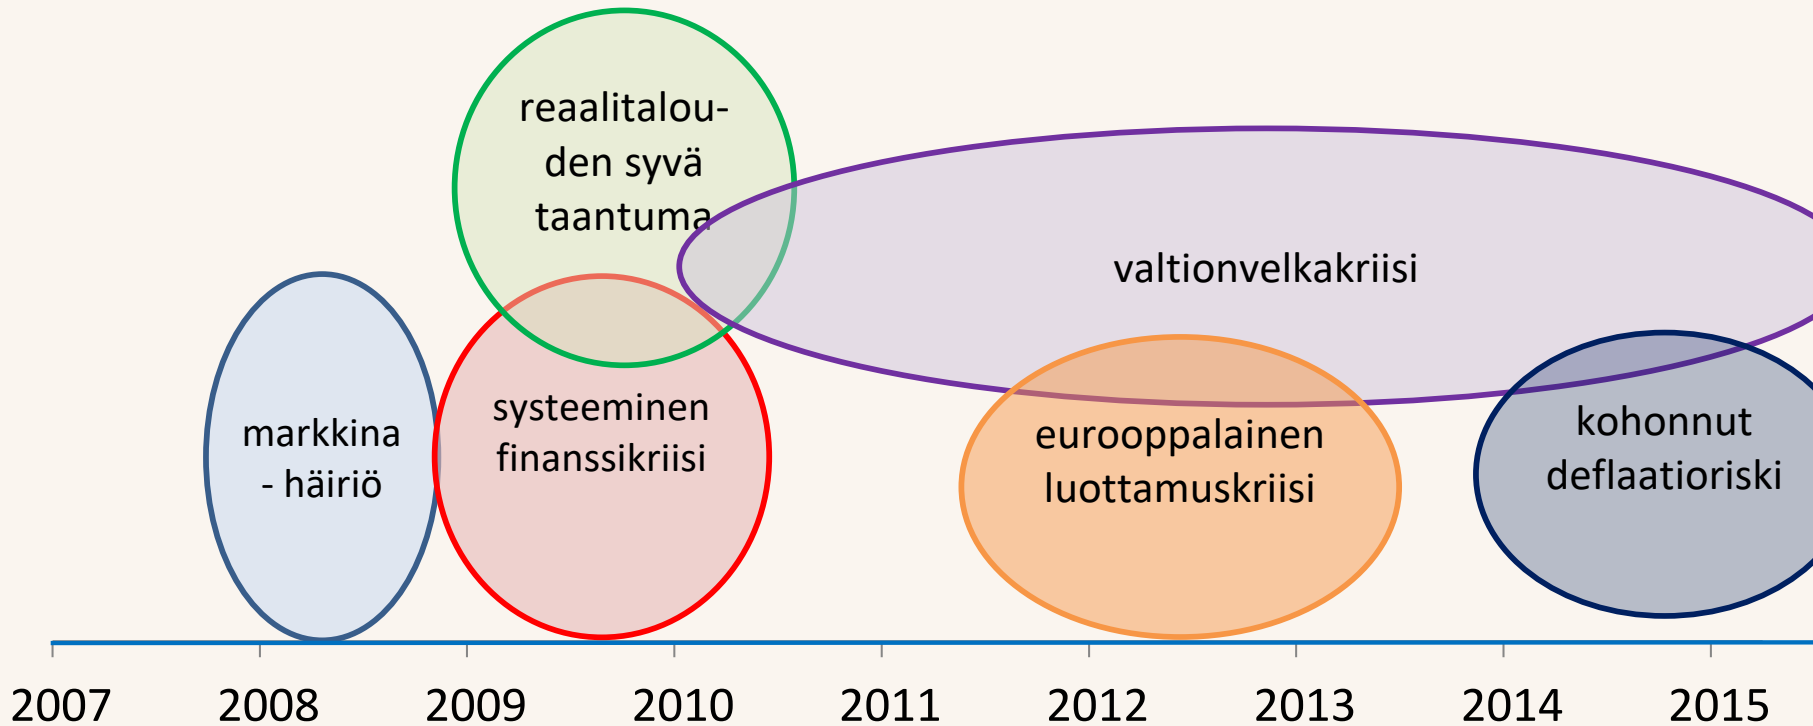 reaalitalou-
den syvä
taantuma
valtionvelkakriisi
markkina
- häiriö
systeeminen
finanssikriisi
eurooppalainen
luottamuskriisi
kohonnut
deflaatioriski
2007 2008 2009 2010 2011 2012 2013 2014 2015